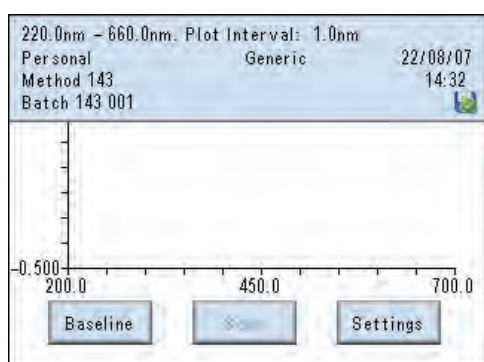 220.0nm - 660.0nm. Plot Interval: 1.0nm
Personal Generic 22/08/07
Method 143 14:32
Batch 143 001
-0.500
200.0 450.0 700.0
Baseline Settings